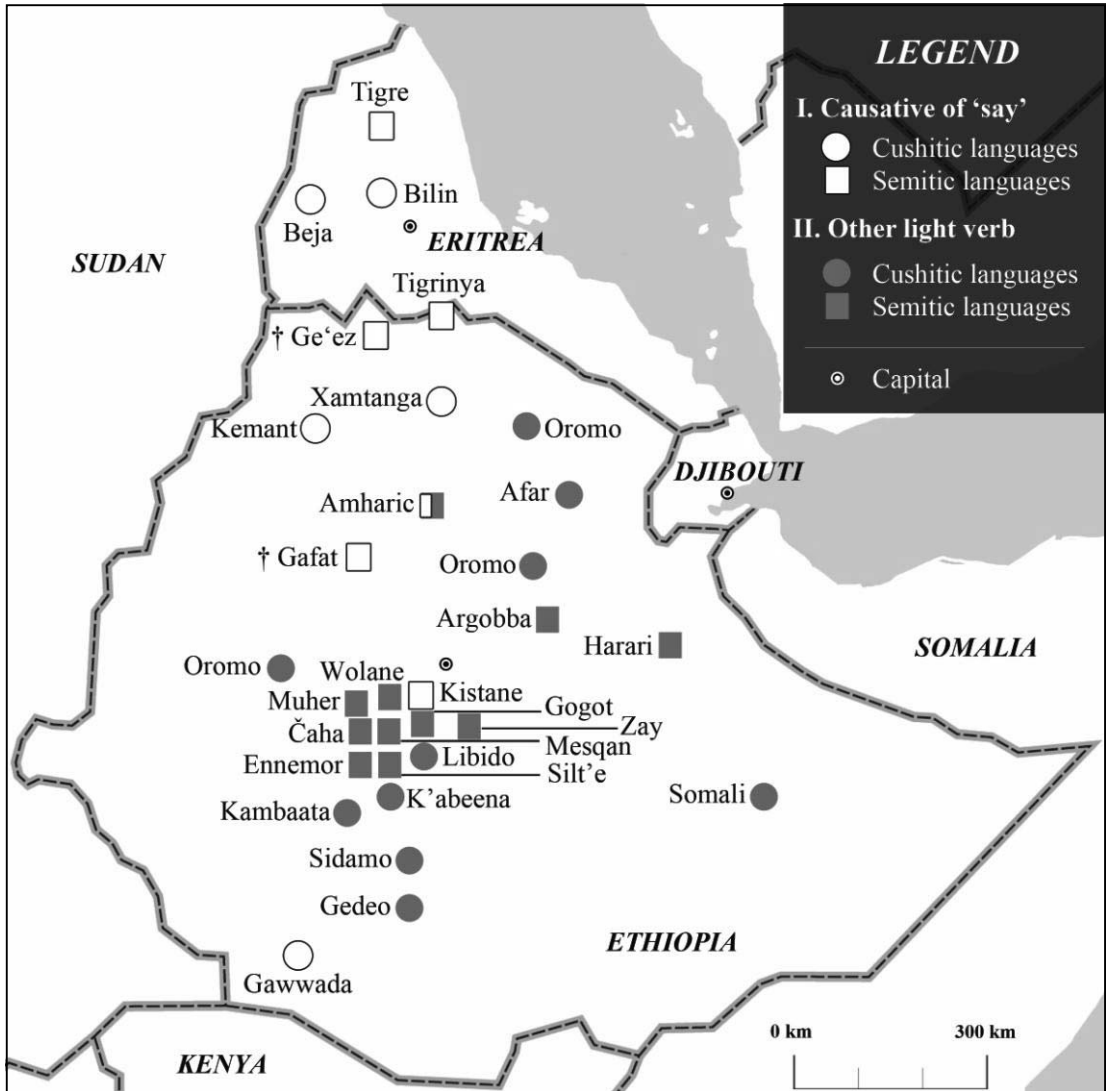 LEGEND
I. Causative of ‘say’
Cushitic languages
Semitic languages
II. Other light verb
Cushitic languages
Semitic languages
Capital
Tigre
Bilin
Beja
ERITREA
SUDAN
Tigrinya
† Ge‘ez
Xamtanga
Kemant
Oromo
DJIBOUTI
Afar
Amharic
† Gafat
Oromo
Argobba
Harari
SOMALIA
Oromo
Wolane
Muher
Kistane
Gogot
Čaha
Zay
Mesqan
Ennemor
Libido
Silt’e
K’abeena
Somali
Kambaata
Sidamo
Gedeo
ETHIOPIA
Gawwada
KENYA
0 km 300 km